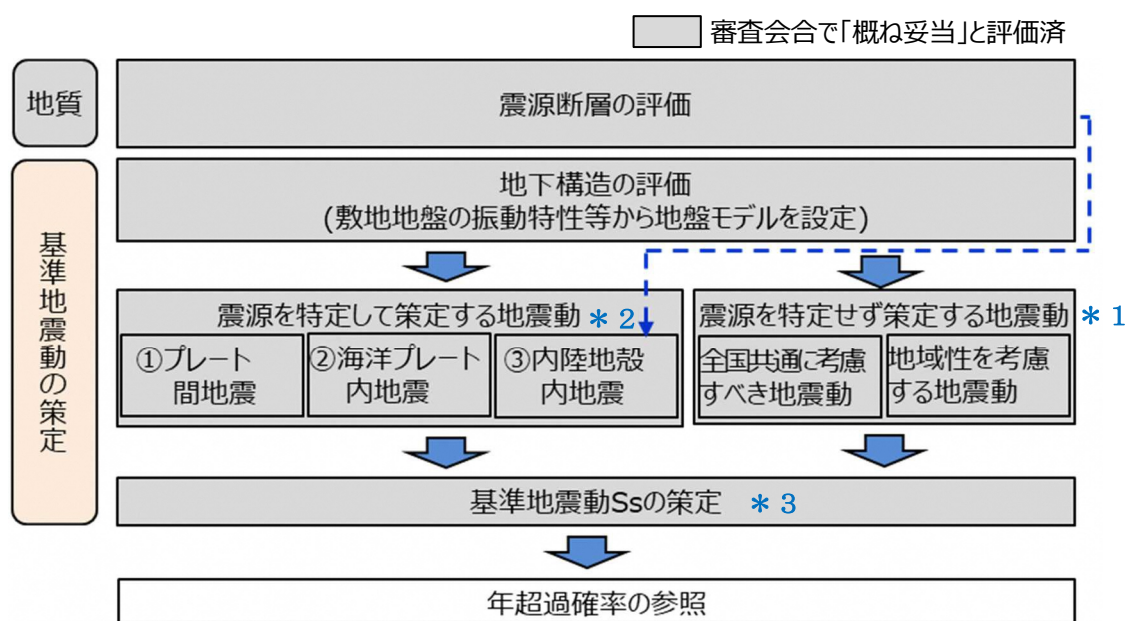 審査会合で「概ね妥当」と評価済
地質
震源断層の評価
基準地震動の策定
地下構造の評価
(敷地地盤の振動特性等から地盤モデルを設定)
震源を特定して策定する地震動 *2
①プレート
間地震
②海洋プレート
内地震
③内陸地殻
内地震
震源を特定せず策定する地震動 *1
全国共通に考慮
すべき地震動
地域性を考慮
する地震動
基準地震動Ssの策定 *3
年超過確率の参照